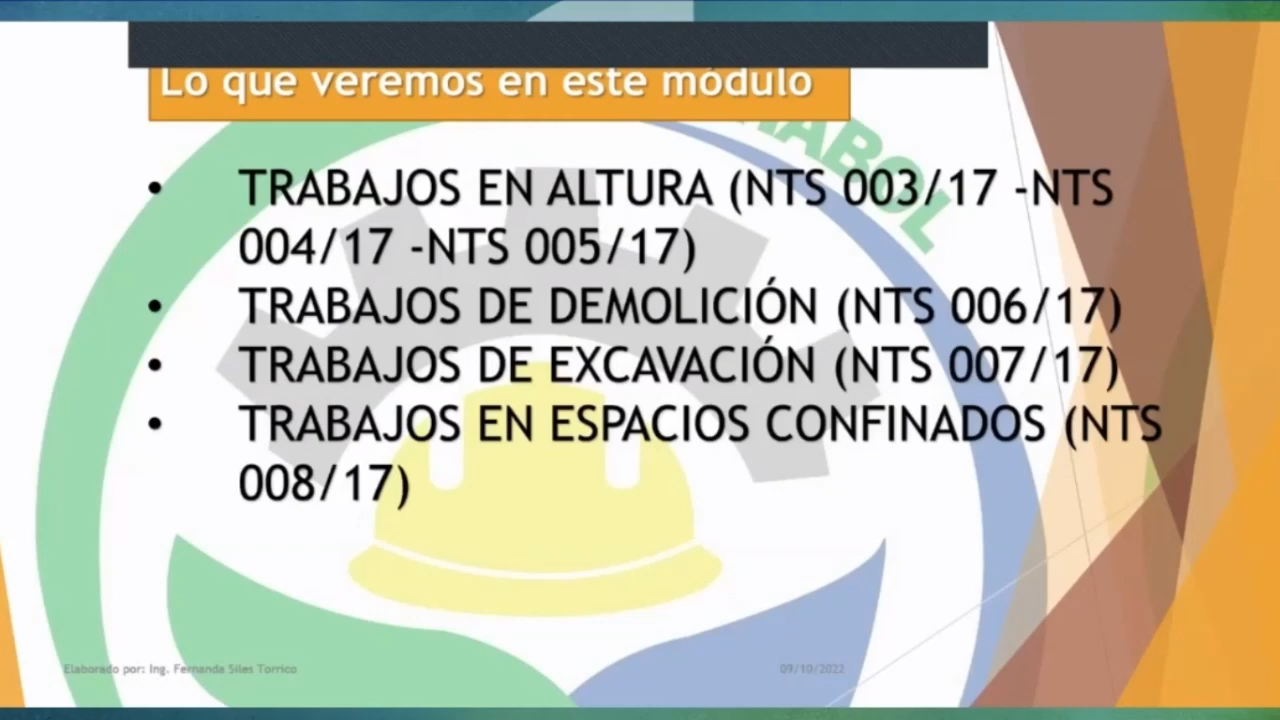 Lo que veremos en este módulo
ABOL
• TRABAJOS EN ALTURA (NTS 003/17 -NTS
004/17 -NTS 005/17)
• TRABAJOS DE DEMOLICIÓN (NTS 006/17)
• TRABAJOS DE EXCAVACIÓN (NTS 007/17)
• TRABAJOS EN ESPACIOS CONFINADOS (NTS
008/17)
Elaborado por: Ing. Fernanda Siles Torrico
09/10/2022